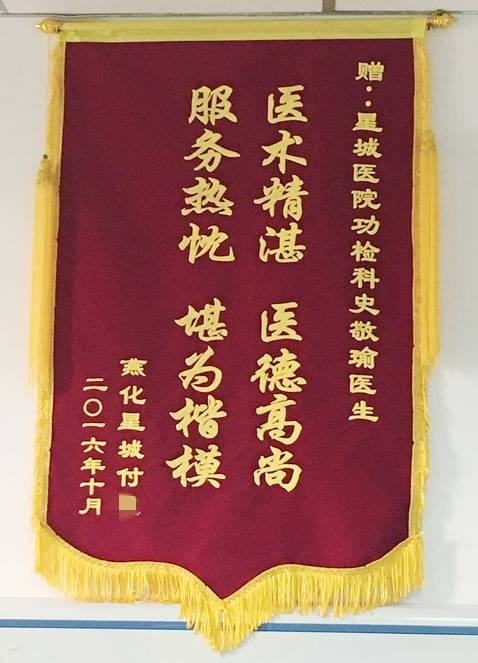 赠：星城医院功检科史敬瑜医生
医术精湛 医德高尚
服务热忱 堪为楷模
燕化星城付
二〇一六年十月